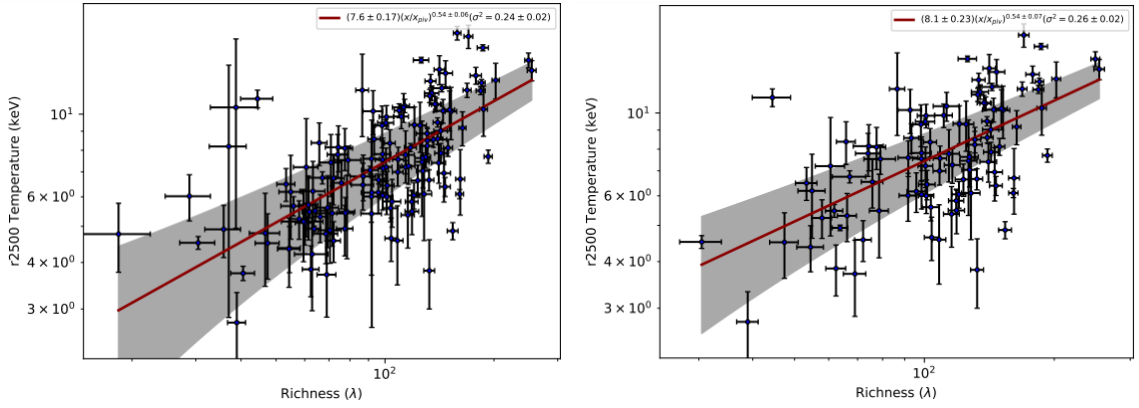 (7.6 ± 0.17)(x/x_piv)^0.54 ± 0.06 (σ² = 0.24 ± 0.02)
10¹
6 × 10⁰
4 × 10⁰
3 × 10⁰
r2500 Temperature (keV)
10²
Richness (λ)
(8.1 ± 0.23)(x/x_piv)^0.54 ± 0.07 (σ² = 0.26 ± 0.02)
10¹
6 × 10⁰
4 × 10⁰
3 × 10⁰
r2500 Temperature (keV)
10²
Richness (λ)